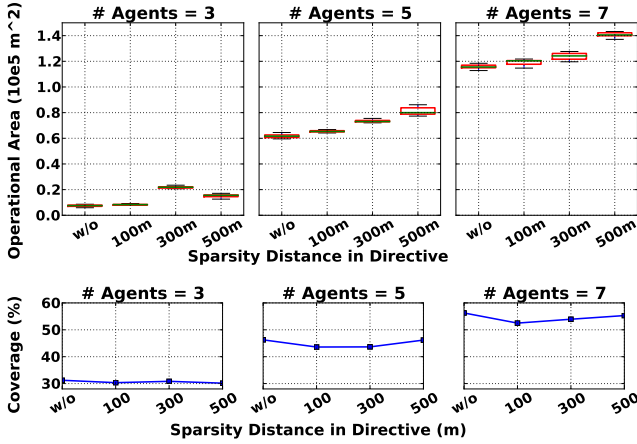 # Agents = 3
# Agents = 5
# Agents = 7
Operational Area (10e5 m^2)
1.4
1.2
1.0
0.8
0.6
0.4
0.2
0.0
w/o 100m 300m 500m
w/o 100m 300m 500m
w/o 100m 300m 500m
Sparsity Distance in Directive
# Agents = 3
# Agents = 5
# Agents = 7
Coverage (%)
60
50
40
30
w/o 100 300 500
w/o 100 300 500
w/o 100 300 500
Sparsity Distance in Directive (m)